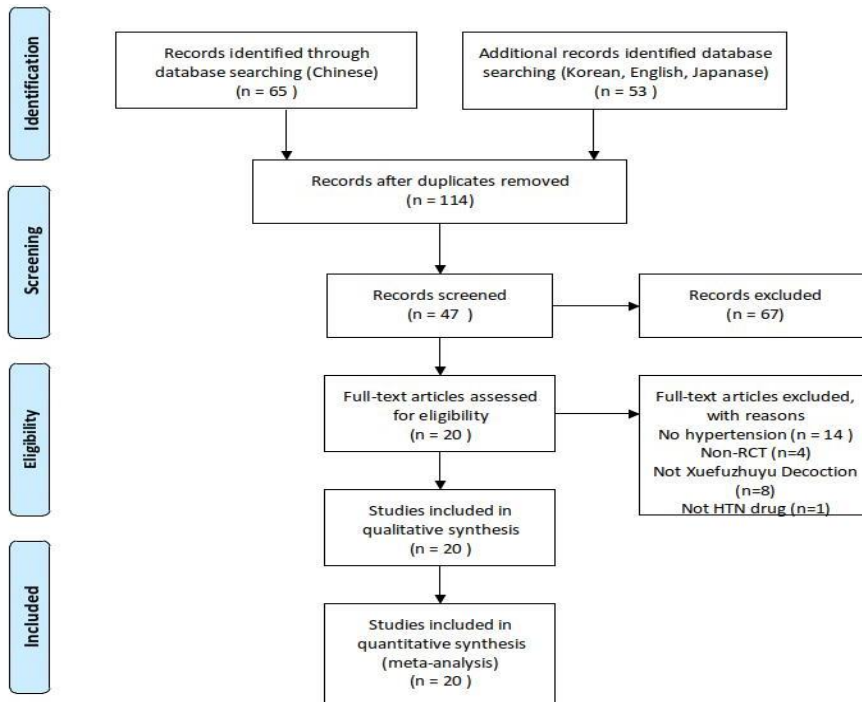 Identification
Records identified through
database searching (Chinese)
(n = 65 )
Additional records identified database
searching (Korean, English, Japanase)
(n = 53 )
Records after duplicates removed
(n = 114)
Screening
Records screened
(n = 47 )
Records excluded
(n = 67)
Eligibility
Full-text articles assessed
for eligibility
(n = 20 )
Full-text articles excluded,
with reasons
No hypertension (n = 14 )
Non-RCT (n=4)
Not Xuefuzhuyu Decoction
(n=8)
Not HTN drug (n=1)
Studies included in
qualitative synthesis
(n = 20 )
Included
Studies included in
quantitative synthesis
(meta-analysis)
(n = 20 )